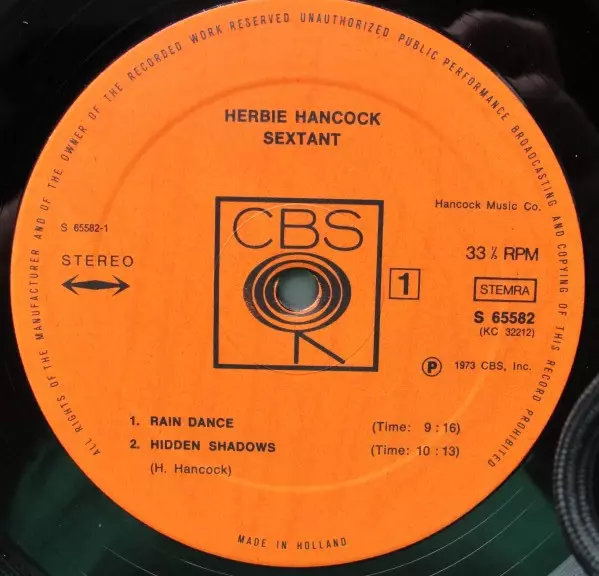 ALL RIGHTS OF THE MANUFACTURER AND OF THE OWNER OF THE RECORDED WORK RESERVED UNAUTHORIZED PUBLIC PERFORMANCE BROADCASTING AND COPYING OF THIS RECORD PROHIBITED
HERBIE HANCOCK
SEXTANT
Hancock Music Co.
S 65582-1
CBS
STEREO
33 ⅓ RPM
1
STEMRA
S 65582
(KC 32212)
Ⓟ 1973 CBS, Inc.
1. RAIN DANCE (Time: 9:16)
2. HIDDEN SHADOWS (Time: 10:13)
(H. Hancock)
MADE IN HOLLAND